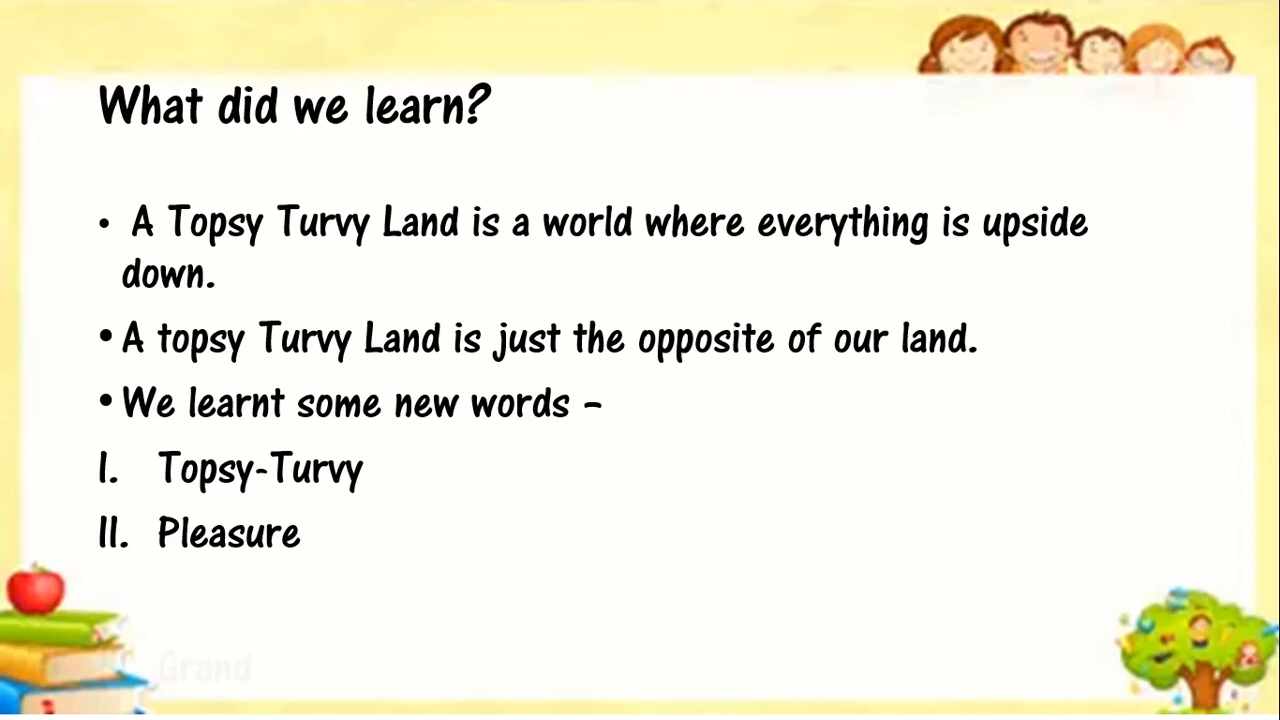 What did we learn?
• A Topsy Turvy Land is a world where everything is upside
down.
• A topsy Turvy Land is just the opposite of our land.
• We learnt some new words –
I. Topsy-Turvy
II. Pleasure
Grand